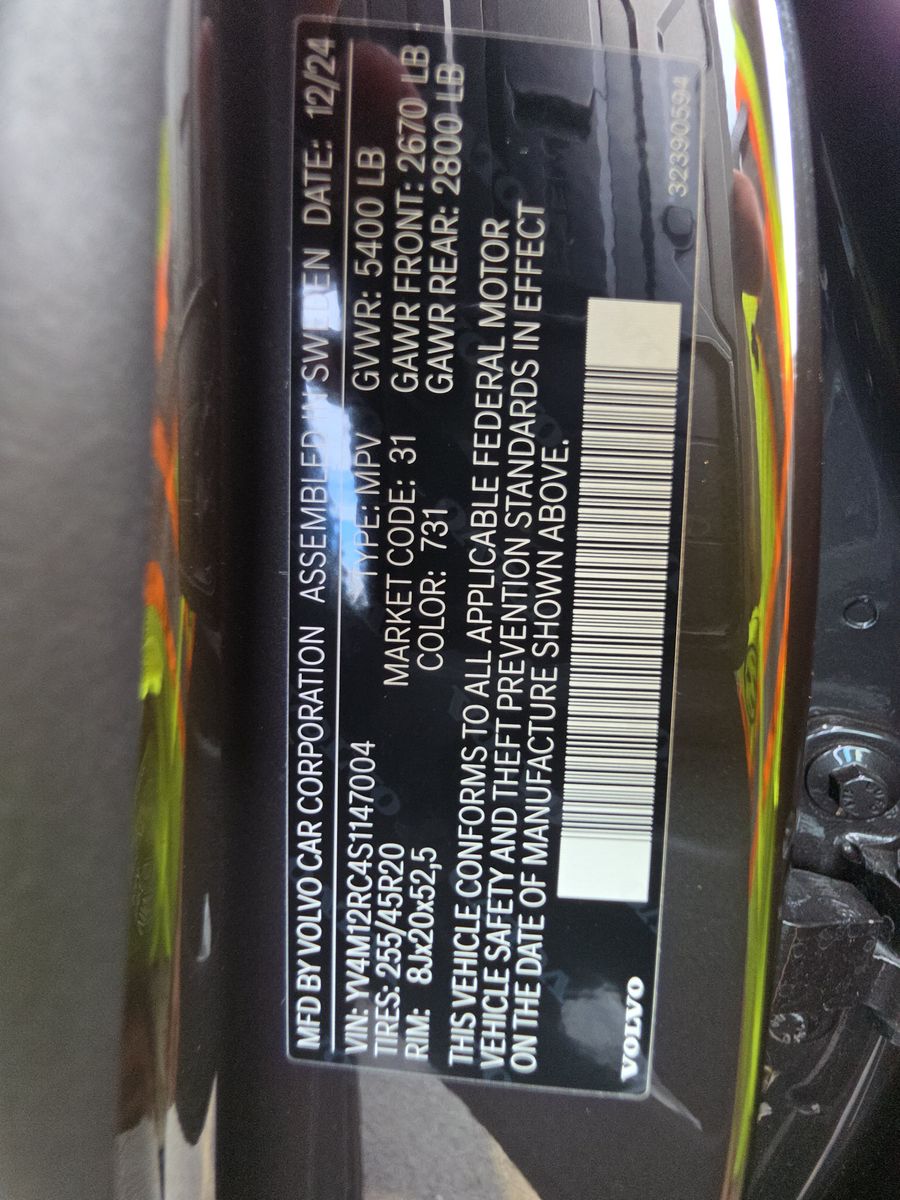 MFD BY VOLVO CAR CORPORATION ASSEMBLED IN SWEDEN DATE: 12/24
VIN: YV4M12RC4S1147004 TYPE: MPV GVWR: 5400 LB
TIRES: 255/45R20 MARKET CODE: 31 GAWR FRONT: 2670 LB
RIM: 8Jx20x52,5 COLOR: 731 GAWR REAR: 2800 LB
THIS VEHICLE CONFORMS TO ALL APPLICABLE FEDERAL MOTOR
VEHICLE SAFETY AND THEFT PREVENTION STANDARDS IN EFFECT
ON THE DATE OF MANUFACTURE SHOWN ABOVE.
VOLVO 32390594